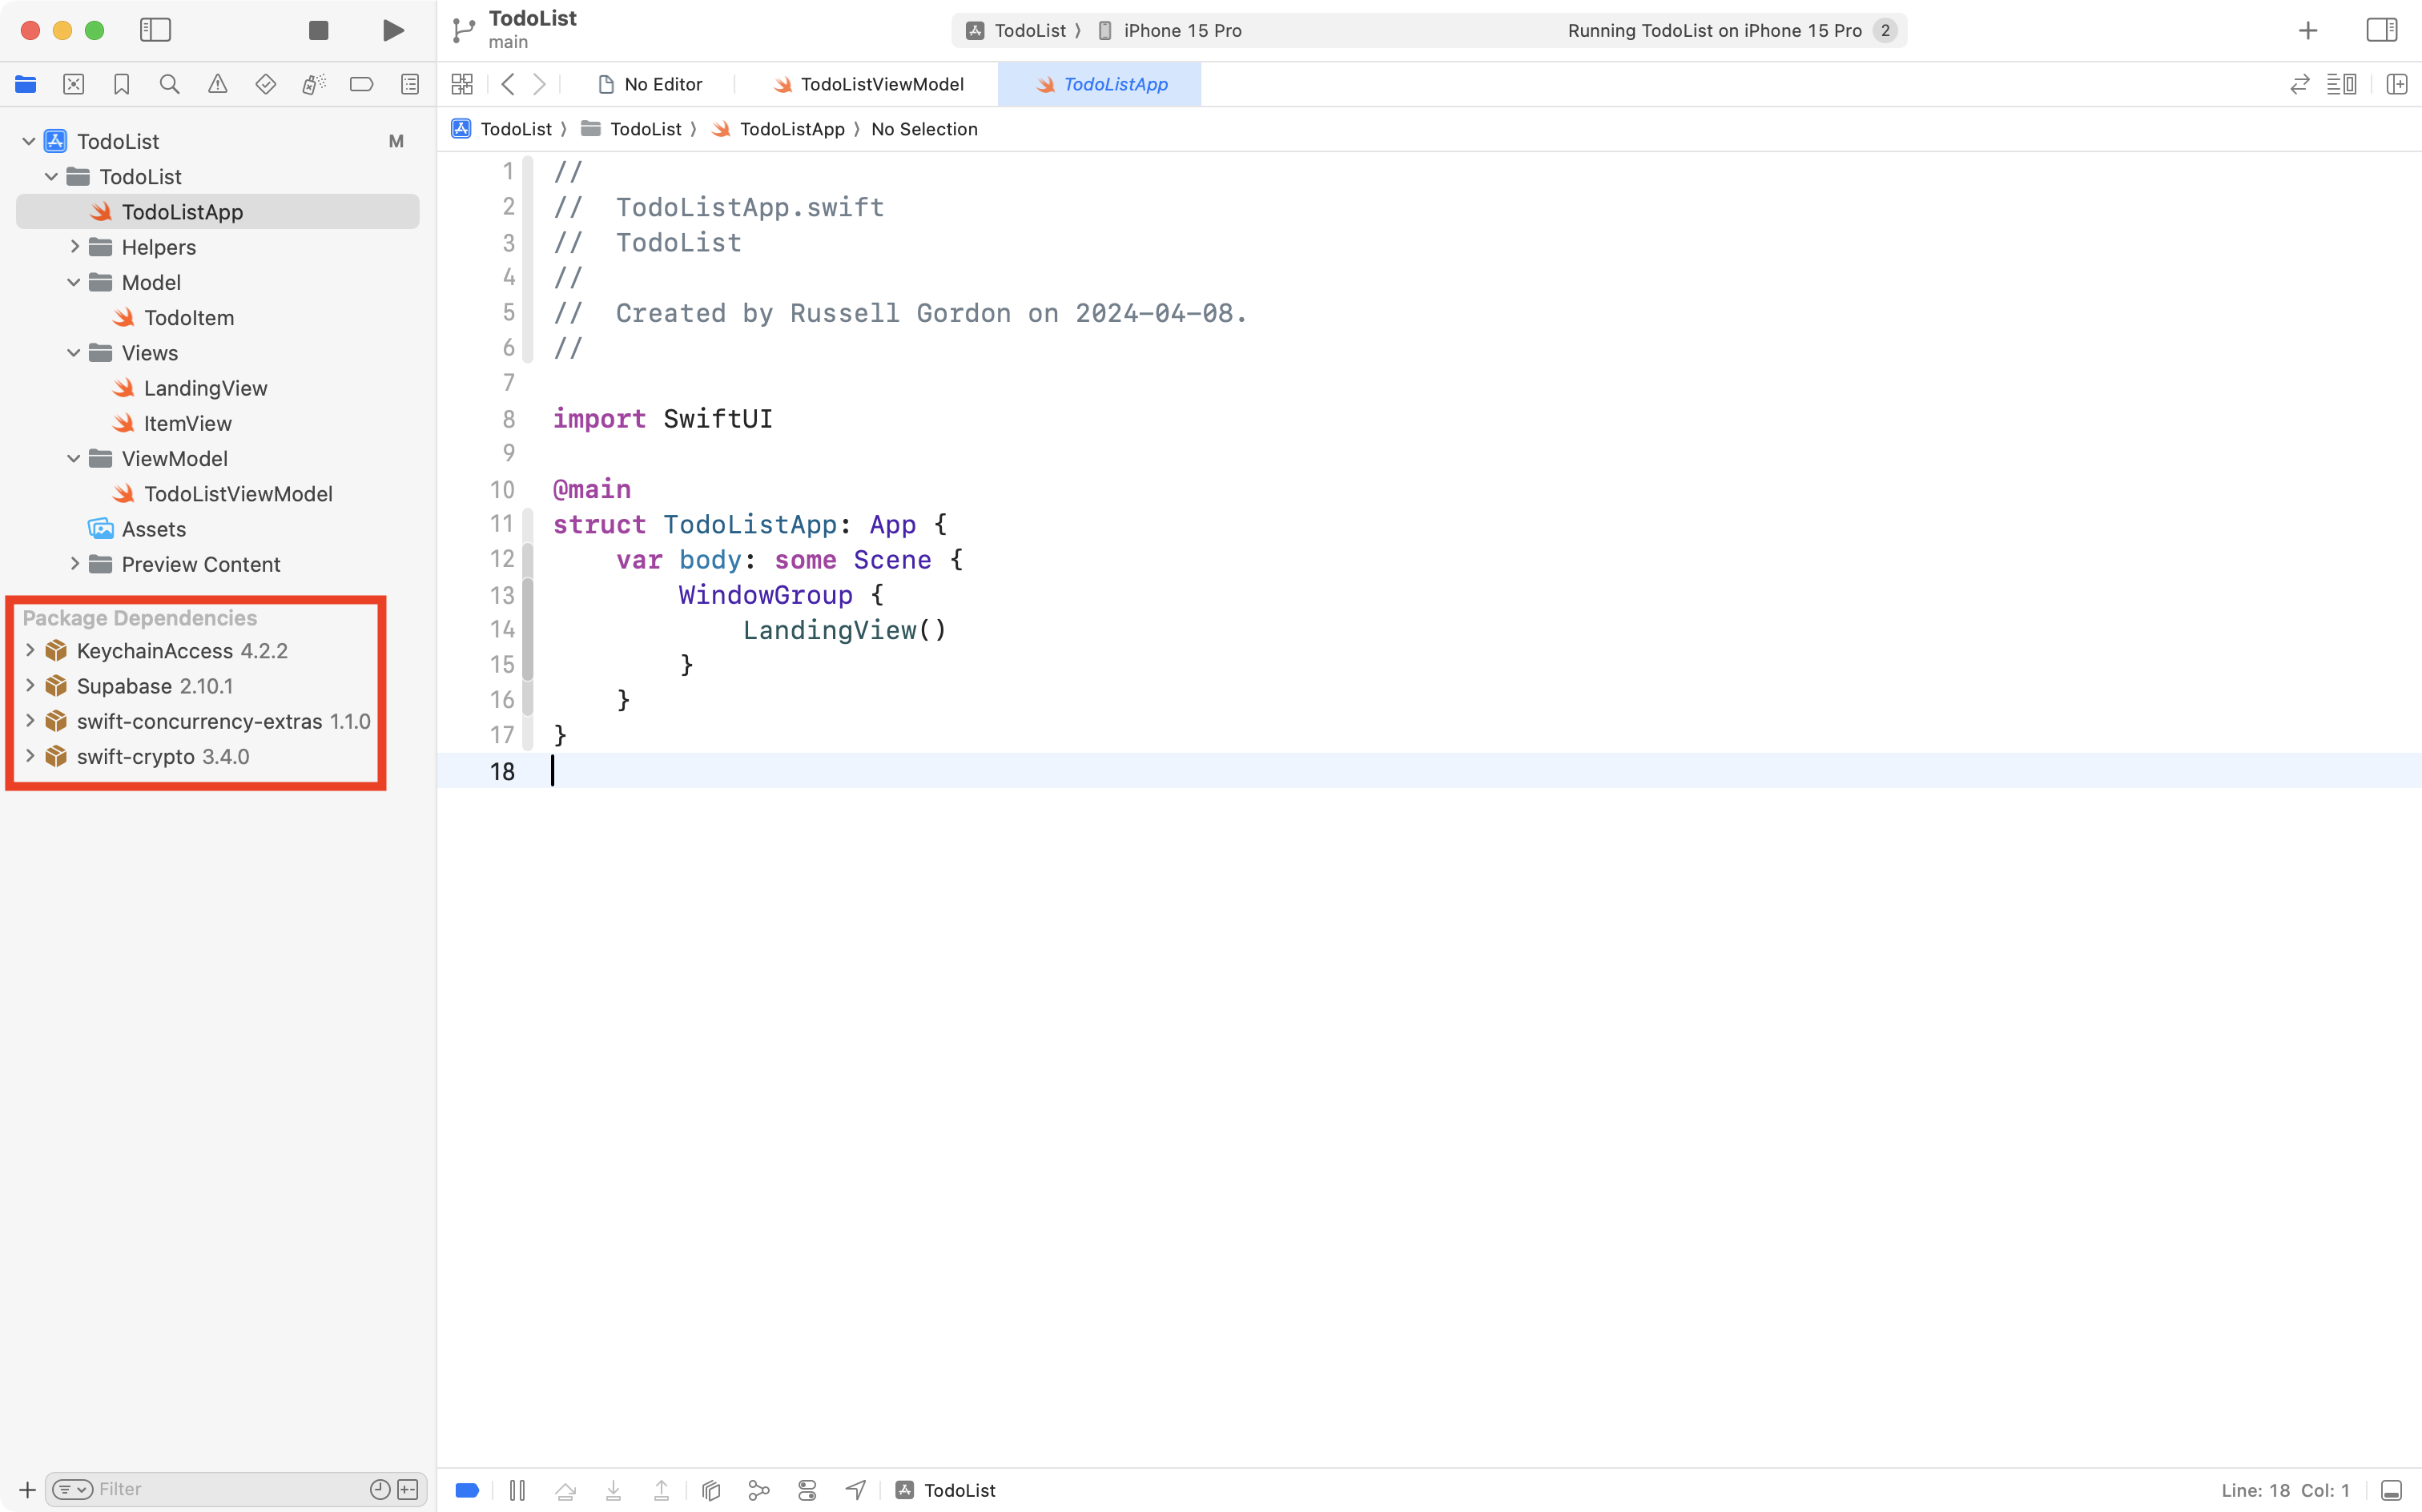 TodoList
main
TodoList ⟩ iPhone 15 Pro
Running TodoList on iPhone 15 Pro 2
No Editor
TodoListViewModel
TodoListApp
TodoList ⟩ TodoList ⟩ TodoListApp ⟩ No Selection
TodoList M
TodoList
TodoListApp
Helpers
Model
TodoItem
Views
LandingView
ItemView
ViewModel
TodoListViewModel
Assets
Preview Content
Package Dependencies
KeychainAccess 4.2.2
Supabase 2.10.1
swift-concurrency-extras 1.1.0
swift-crypto 3.4.0
1 //
2 //  TodoListApp.swift
3 //  TodoList
4 //
5 //  Created by Russell Gordon on 2024-04-08.
6 //
7
8 import SwiftUI
9
10 @main
11 struct TodoListApp: App {
12     var body: some Scene {
13         WindowGroup {
14             LandingView()
15         }
16     }
17 }
18
Filter
TodoList
Line: 18 Col: 1